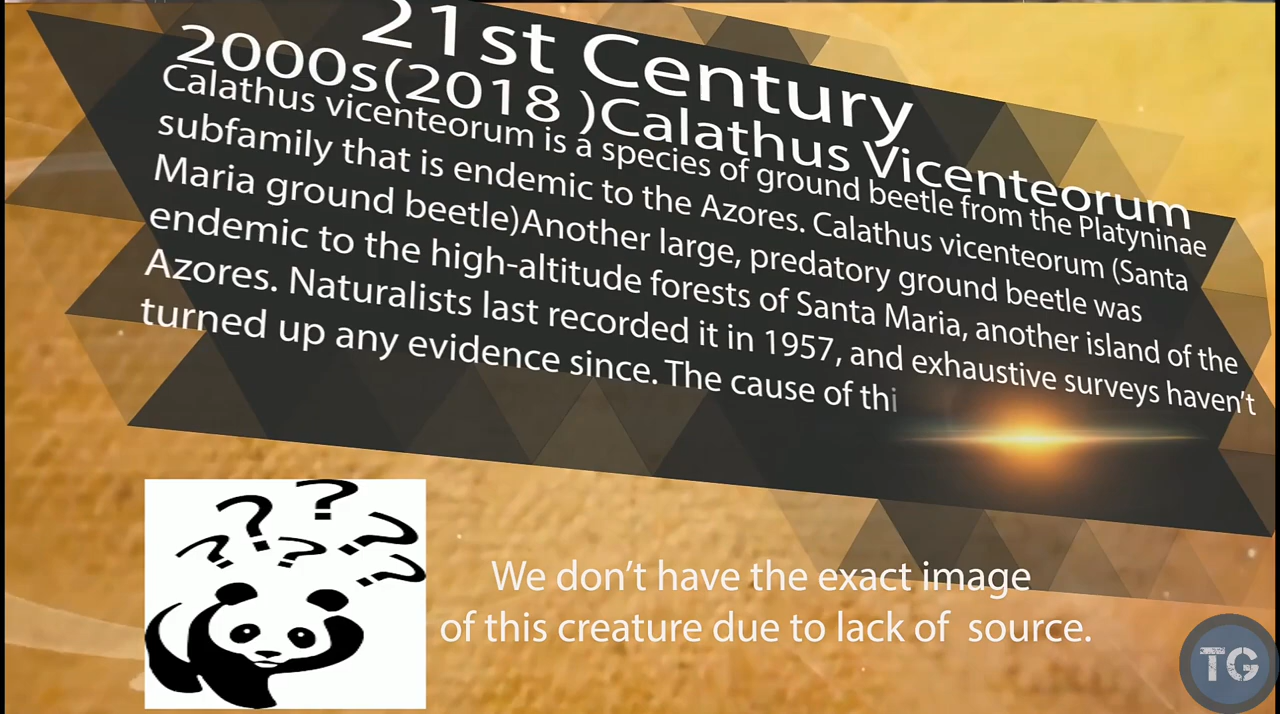 21st Century
2000s(2018 )Calathus Vicenteorum
Calathus vicenteorum is a species of ground beetle from the Platyninae
subfamily that is endemic to the Azores. Calathus vicenteorum (Santa
Maria ground beetle)Another large, predatory ground beetle was
endemic to the high-altitude forests of Santa Maria, another island of the
Azores. Naturalists last recorded it in 1957, and exhaustive surveys haven't
turned up any evidence since. The cause of thi
? ? ? ? ? ?
We don't have the exact image
of this creature due to lack of source.
TG